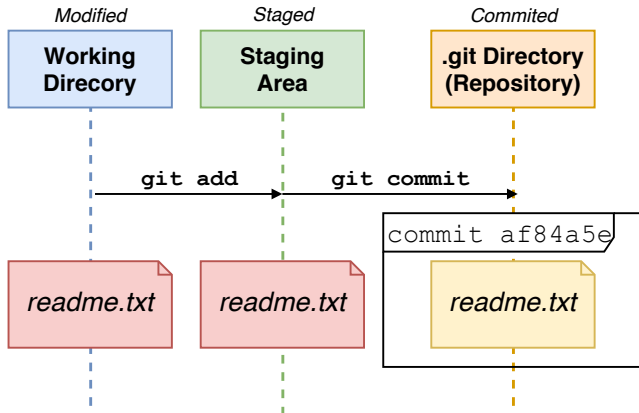 Modified
Staged
Commited
Working
Direcory
Staging
Area
.git Directory
(Repository)
git add
git commit
commit af84a5e
readme.txt
readme.txt
readme.txt